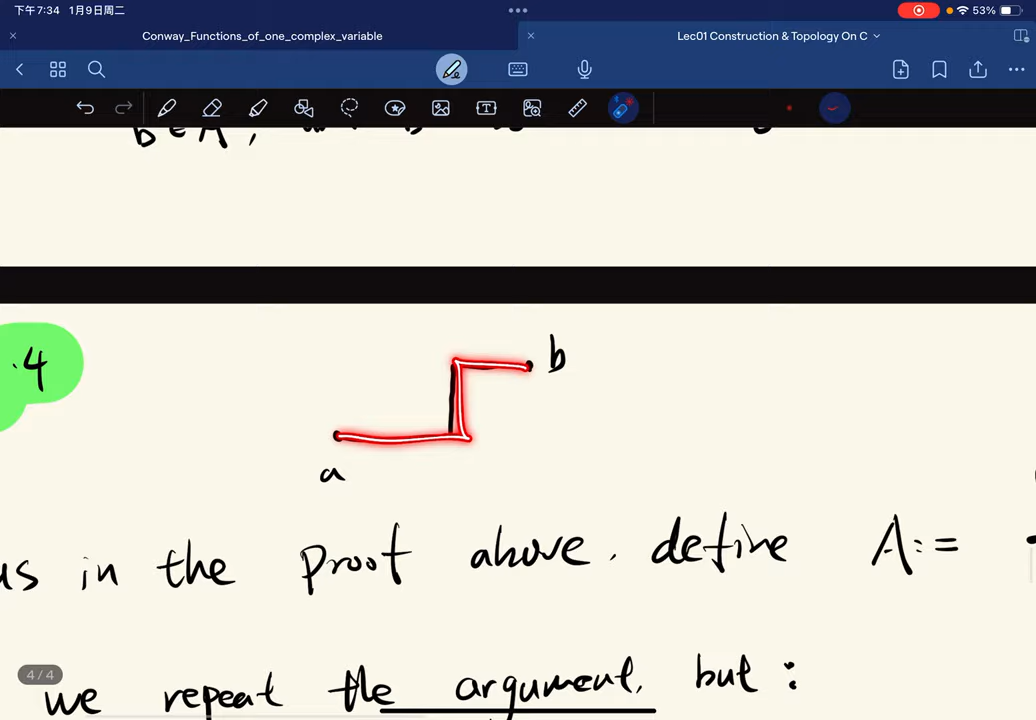 下午7:34 1月9日周二
53%
Conway_Functions_of_one_complex_variable
Lec01 Construction & Topology On C
b ∈ A,
.4
b
a
us in the proof above, define A:=
4/4
we repeat the argument, but :